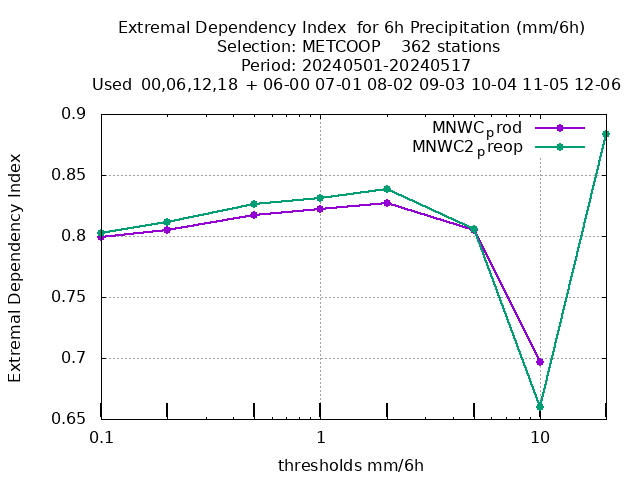 Extremal Dependency Index  for 6h Precipitation (mm/6h)
Selection: METCOOP    362 stations
Period: 20240501-20240517
Used  00,06,12,18  + 06-00 07-01 08-02 09-03 10-04 11-05 12-06
0.9
0.85
0.8
0.75
0.7
0.65
Extremal Dependency Index
MNWC_prod
MNWC2_preop
0.1
1
10
thresholds mm/6h